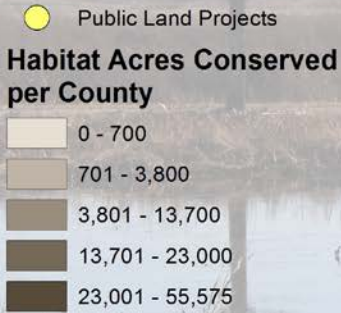 Public Land Projects
Habitat Acres Conserved
per County
0 - 700
701 - 3,800
3,801 - 13,700
13,701 - 23,000
23,001 - 55,575